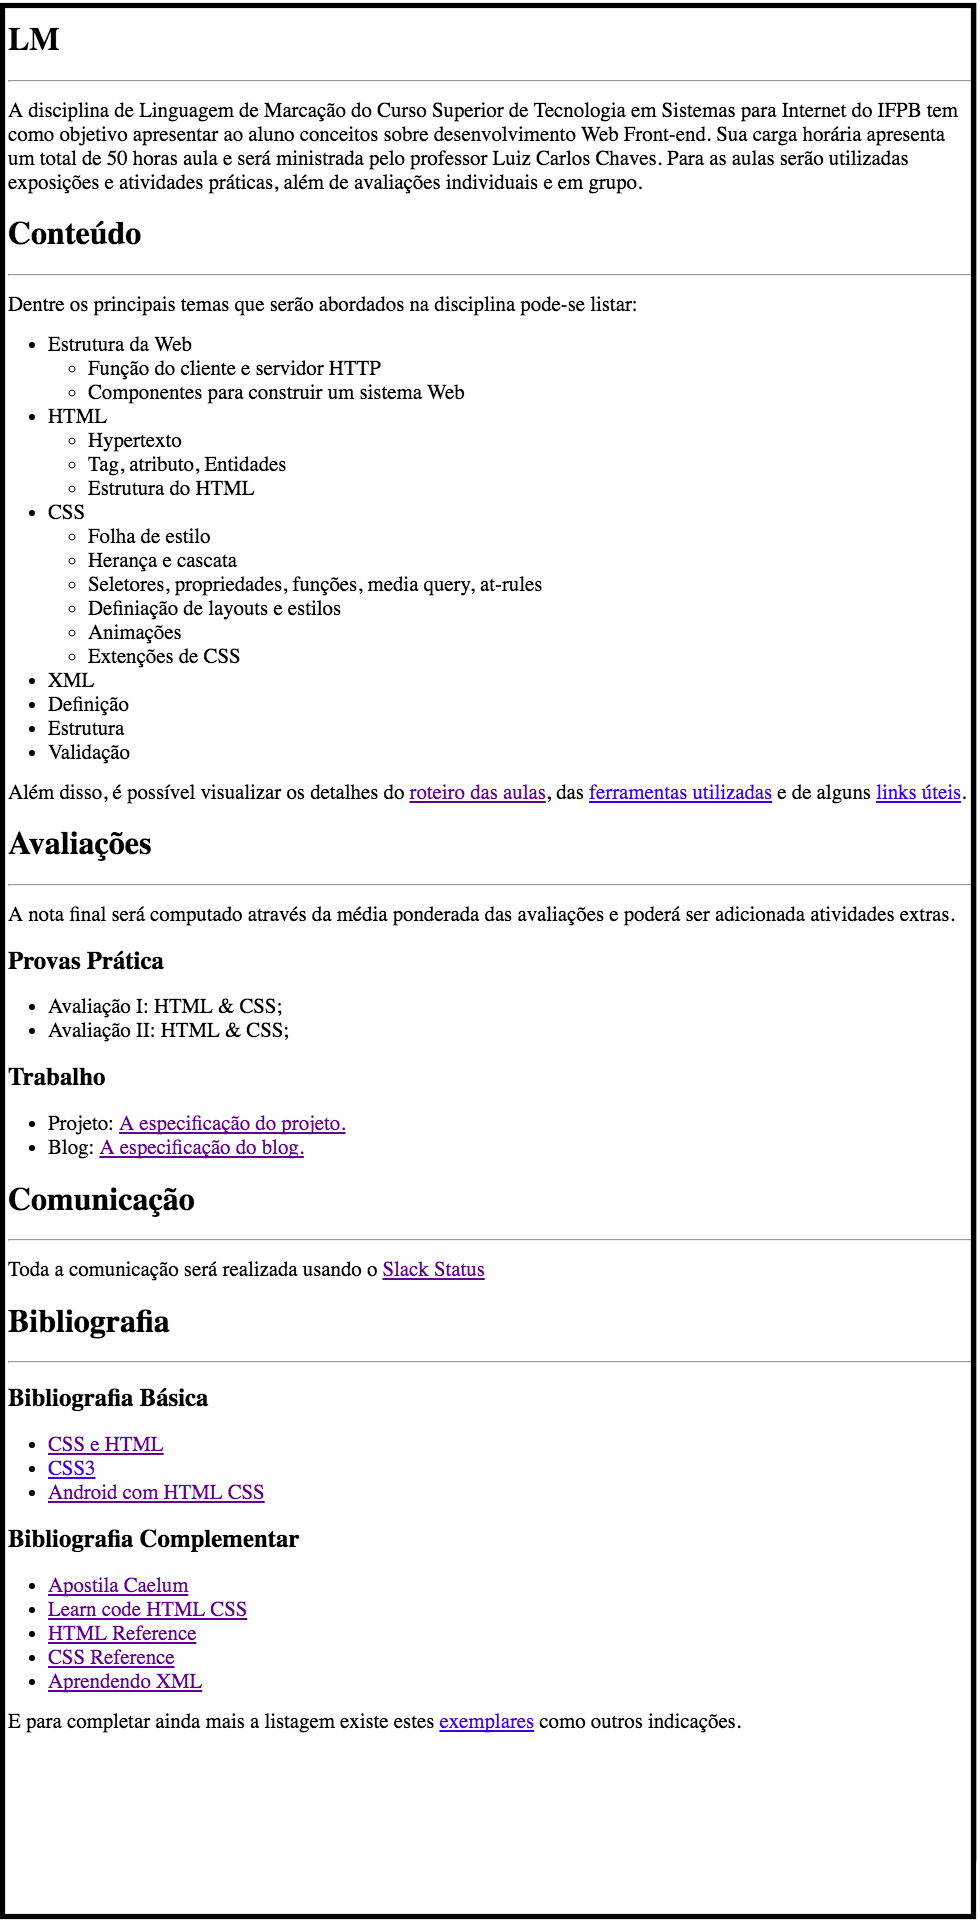 LM
A disciplina de Linguagem de Marcação do Curso Superior de Tecnologia em Sistemas para Internet do IFPB tem
como objetivo apresentar ao aluno conceitos sobre desenvolvimento Web Front-end. Sua carga horária apresenta
um total de 50 horas aula e será ministrada pelo professor Luiz Carlos Chaves. Para as aulas serão utilizadas
exposições e atividades práticas, além de avaliações individuais e em grupo.
Conteúdo
Dentre os principais temas que serão abordados na disciplina pode-se listar:
Estrutura da Web
Função do cliente e servidor HTTP
Componentes para construir um sistema Web
HTML
Hypertexto
Tag, atributo, Entidades
Estrutura do HTML
CSS
Folha de estilo
Herança e cascata
Seletores, propriedades, funções, media query, at-rules
Definiação de layouts e estilos
Animações
Extenções de CSS
XML
Definição
Estrutura
Validação
Além disso, é possível visualizar os detalhes do roteiro das aulas, das ferramentas utilizadas e de alguns links úteis.
Avaliações
A nota final será computado através da média ponderada das avaliações e poderá ser adicionada atividades extras.
Provas Prática
Avaliação I: HTML & CSS;
Avaliação II: HTML & CSS;
Trabalho
Projeto: A especificação do projeto.
Blog: A especificação do blog.
Comunicação
Toda a comunicação será realizada usando o Slack Status
Bibliografia
Bibliografia Básica
CSS e HTML
CSS3
Android com HTML CSS
Bibliografia Complementar
Apostila Caelum
Learn code HTML CSS
HTML Reference
CSS Reference
Aprendendo XML
E para completar ainda mais a listagem existe estes exemplares como outros indicações.